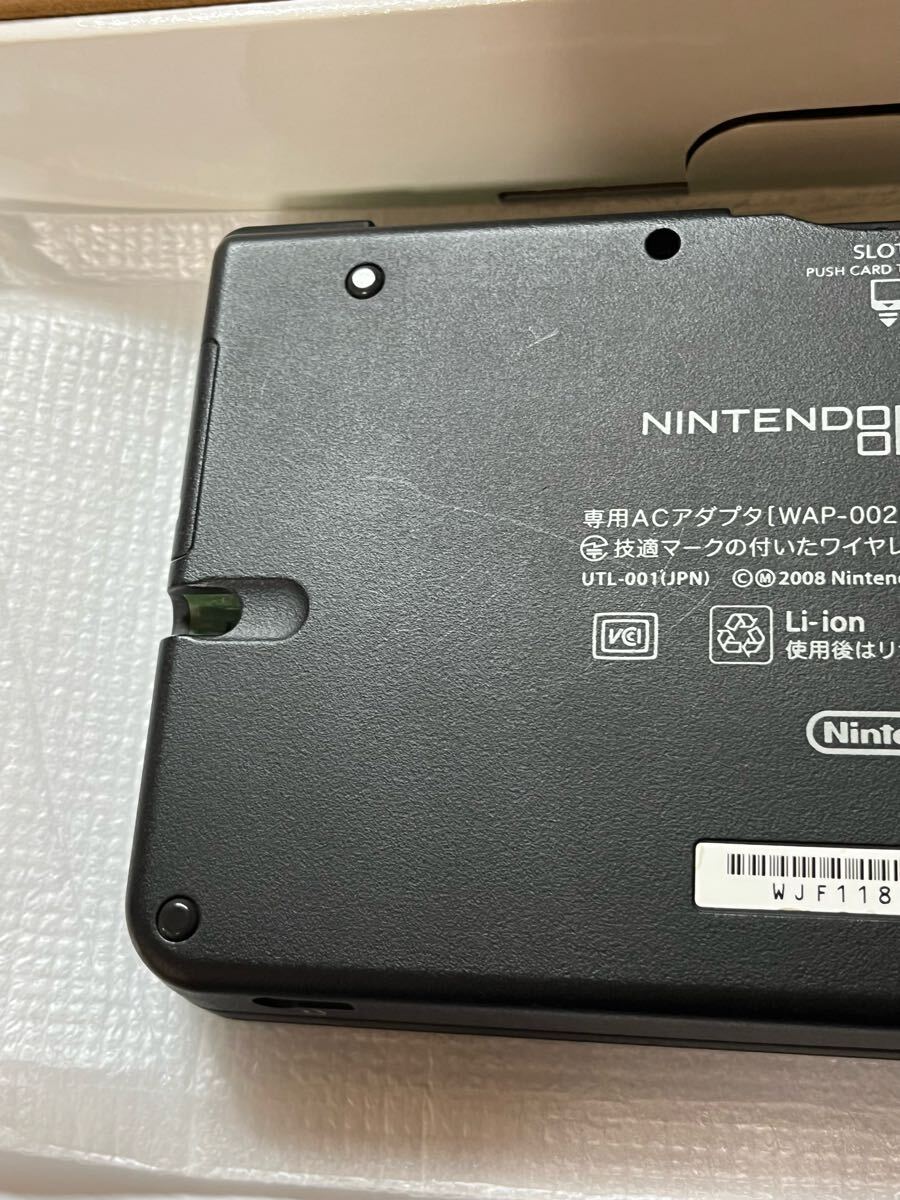 SLOT
PUSH CARD T
NINTENDO
専用ACアダプタ[WAP-002
技適マークの付いたワイヤレ
UTL-001(JPN) ©Ⓜ2008 Ninten
VCI
Li-ion
使用後はリ
Ninte
WJF118